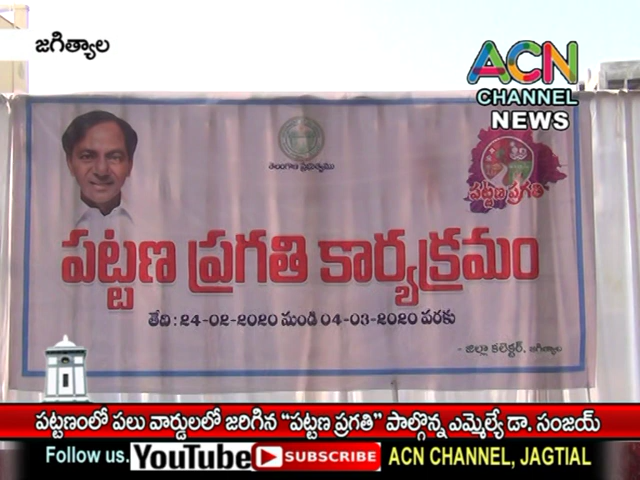 జగిత్యాల
ACN
CHANNEL
NEWS
తెలంగాణ ప్రభుత్వము
పట్టణ ప్రగతి
పట్టణ ప్రగతి కార్యక్రమం
తేది : 24-02-2020 నుండి 04-03-2020 వరకు
- జిల్లా కలెక్టర్, జగిత్యాల
పట్టణంలో పలు వార్డులలో జరిగిన “పట్టణ ప్రగతి” పాల్గొన్న ఎమ్మెల్యే డా. సంజయ్
Follow us. YouTube SUBSCRIBE ACN CHANNEL, JAGTIAL